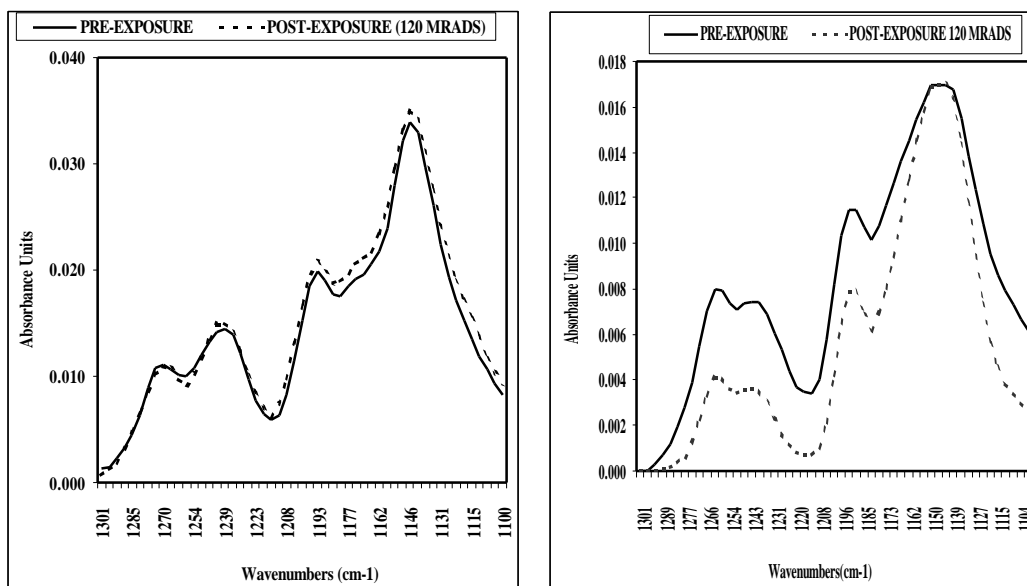 PRE-EXPOSURE POST-EXPOSURE (120 MRADS)
0.040
0.030
0.020
0.010
0.000
Absorbance Units
1301 1285 1270 1254 1239 1223 1208 1193 1177 1162 1146 1131 1115 1100
Wavenumbers (cm-1)
PRE-EXPOSURE POST-EXPOSURE 120 MRADS
0.018
0.016
0.014
0.012
0.010
0.008
0.006
0.004
0.002
0.000
Absorbance Units
1301 1289 1277 1266 1254 1243 1231 1220 1208 1196 1185 1173 1162 1150 1139 1127 1115 1104
Wavenumbers(cm-1)